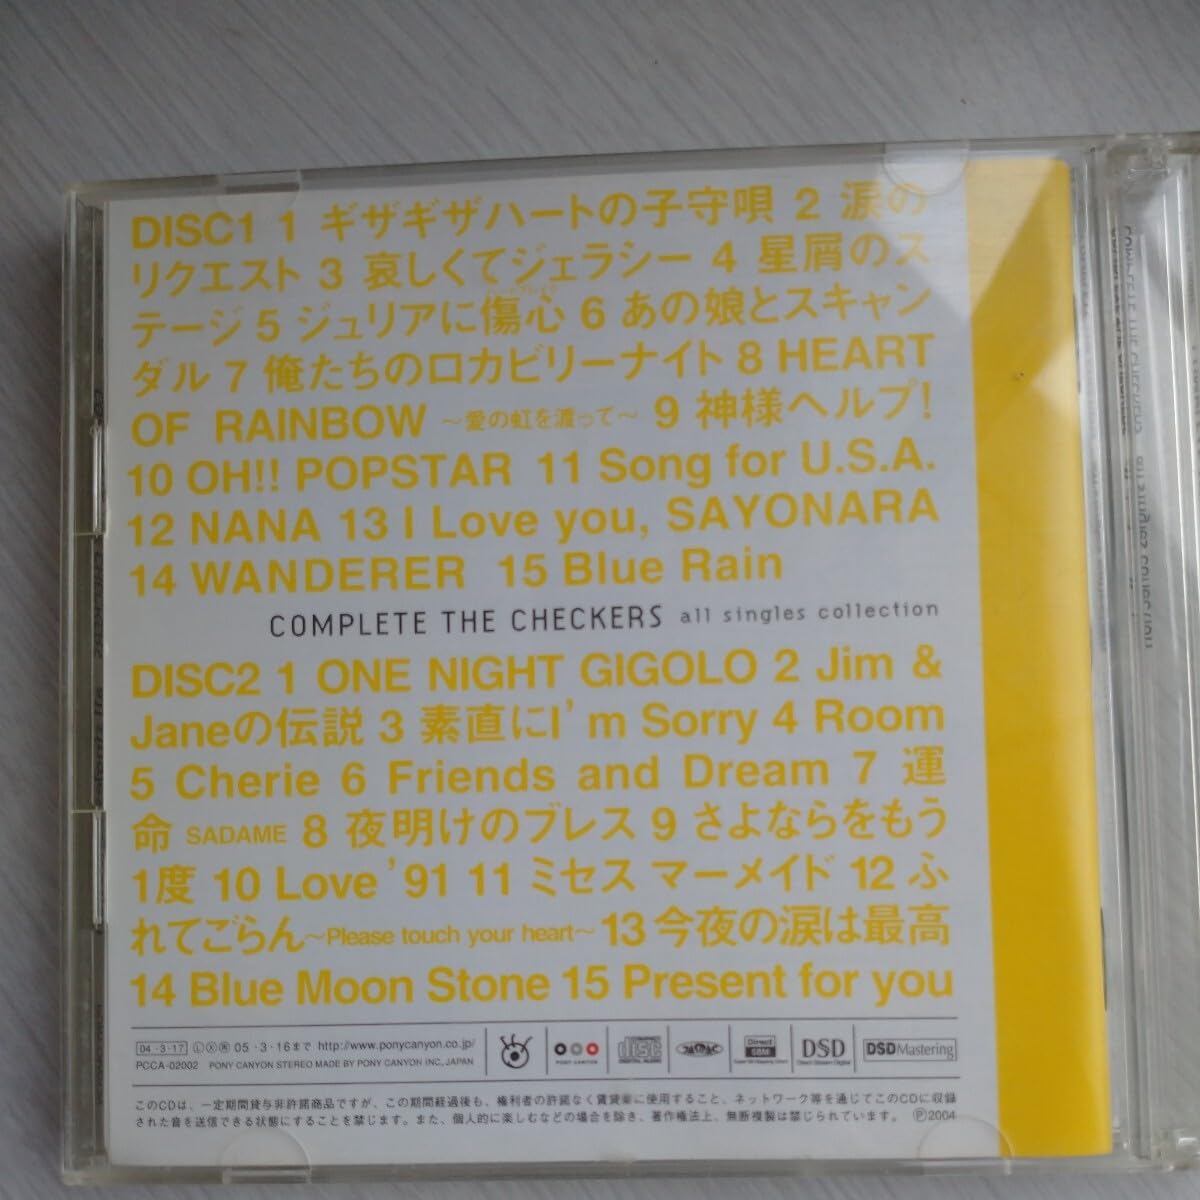 DISC1 1 ギザギザハートの子守唄 2 涙の
リクエスト 3 哀しくてジェラシー 4 星屑のス
テージ 5 ジュリアに傷心 6 あの娘とスキャン
ダル 7 俺たちのロカビリーナイト 8 HEART
OF RAINBOW ～愛の虹を渡って～ 9 神様ヘルプ!
10 OH!! POPSTAR 11 Song for U.S.A.
12 NANA 13 I Love you, SAYONARA
14 WANDERER 15 Blue Rain
COMPLETE THE CHECKERS all singles collection
DISC2 1 ONE NIGHT GIGOLO 2 Jim &
Janeの伝説 3 素直にI'm Sorry 4 Room
5 Cherie 6 Friends and Dream 7 運
命 SADAME 8 夜明けのブレス 9 さよならをもう
1度 10 Love '91 11 ミセス マーメイド 12 ふ
れてごらん～Please touch your heart～ 13 今夜の涙は最高
14 Blue Moon Stone 15 Present for you
04・3・17 Ⓛ Ⓧ ㊓ 05・3・16まで http://www.ponycanyon.co.jp/
PCCA-02002 PONY CANYON STEREO MADE BY PONY CANYON INC, JAPAN
PONY CANYON
COMPACT disc DIGITAL AUDIO
Direct SBM
DSD Direct Stream Digital
DSD Mastering
このCDは、一定期間貸与非許諾商品ですが、この期間経過後も、権利者の許諾なく賃貸業に使用すること、ネットワーク等を通じてこのCDに収録
された音を送信できる状態にすることを禁じます。また、個人的に楽しむなどの場合を除き、著作権法上、無断複製は禁じられています。 Ⓟ2004